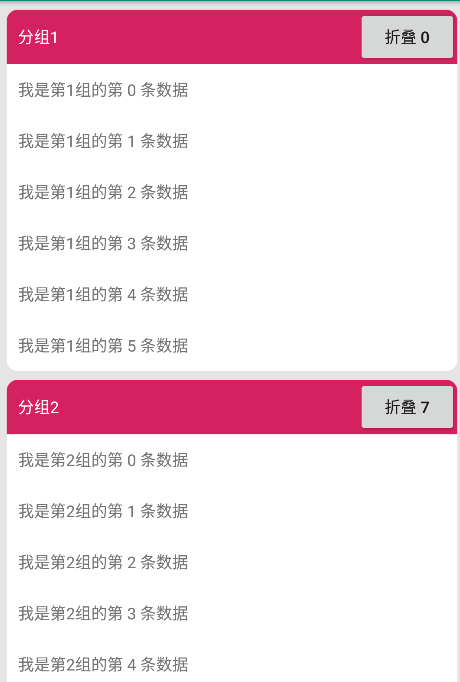 分组1
折叠 0
我是第1组的第 0 条数据
我是第1组的第 1 条数据
我是第1组的第 2 条数据
我是第1组的第 3 条数据
我是第1组的第 4 条数据
我是第1组的第 5 条数据
分组2
折叠 7
我是第2组的第 0 条数据
我是第2组的第 1 条数据
我是第2组的第 2 条数据
我是第2组的第 3 条数据
我是第2组的第 4 条数据